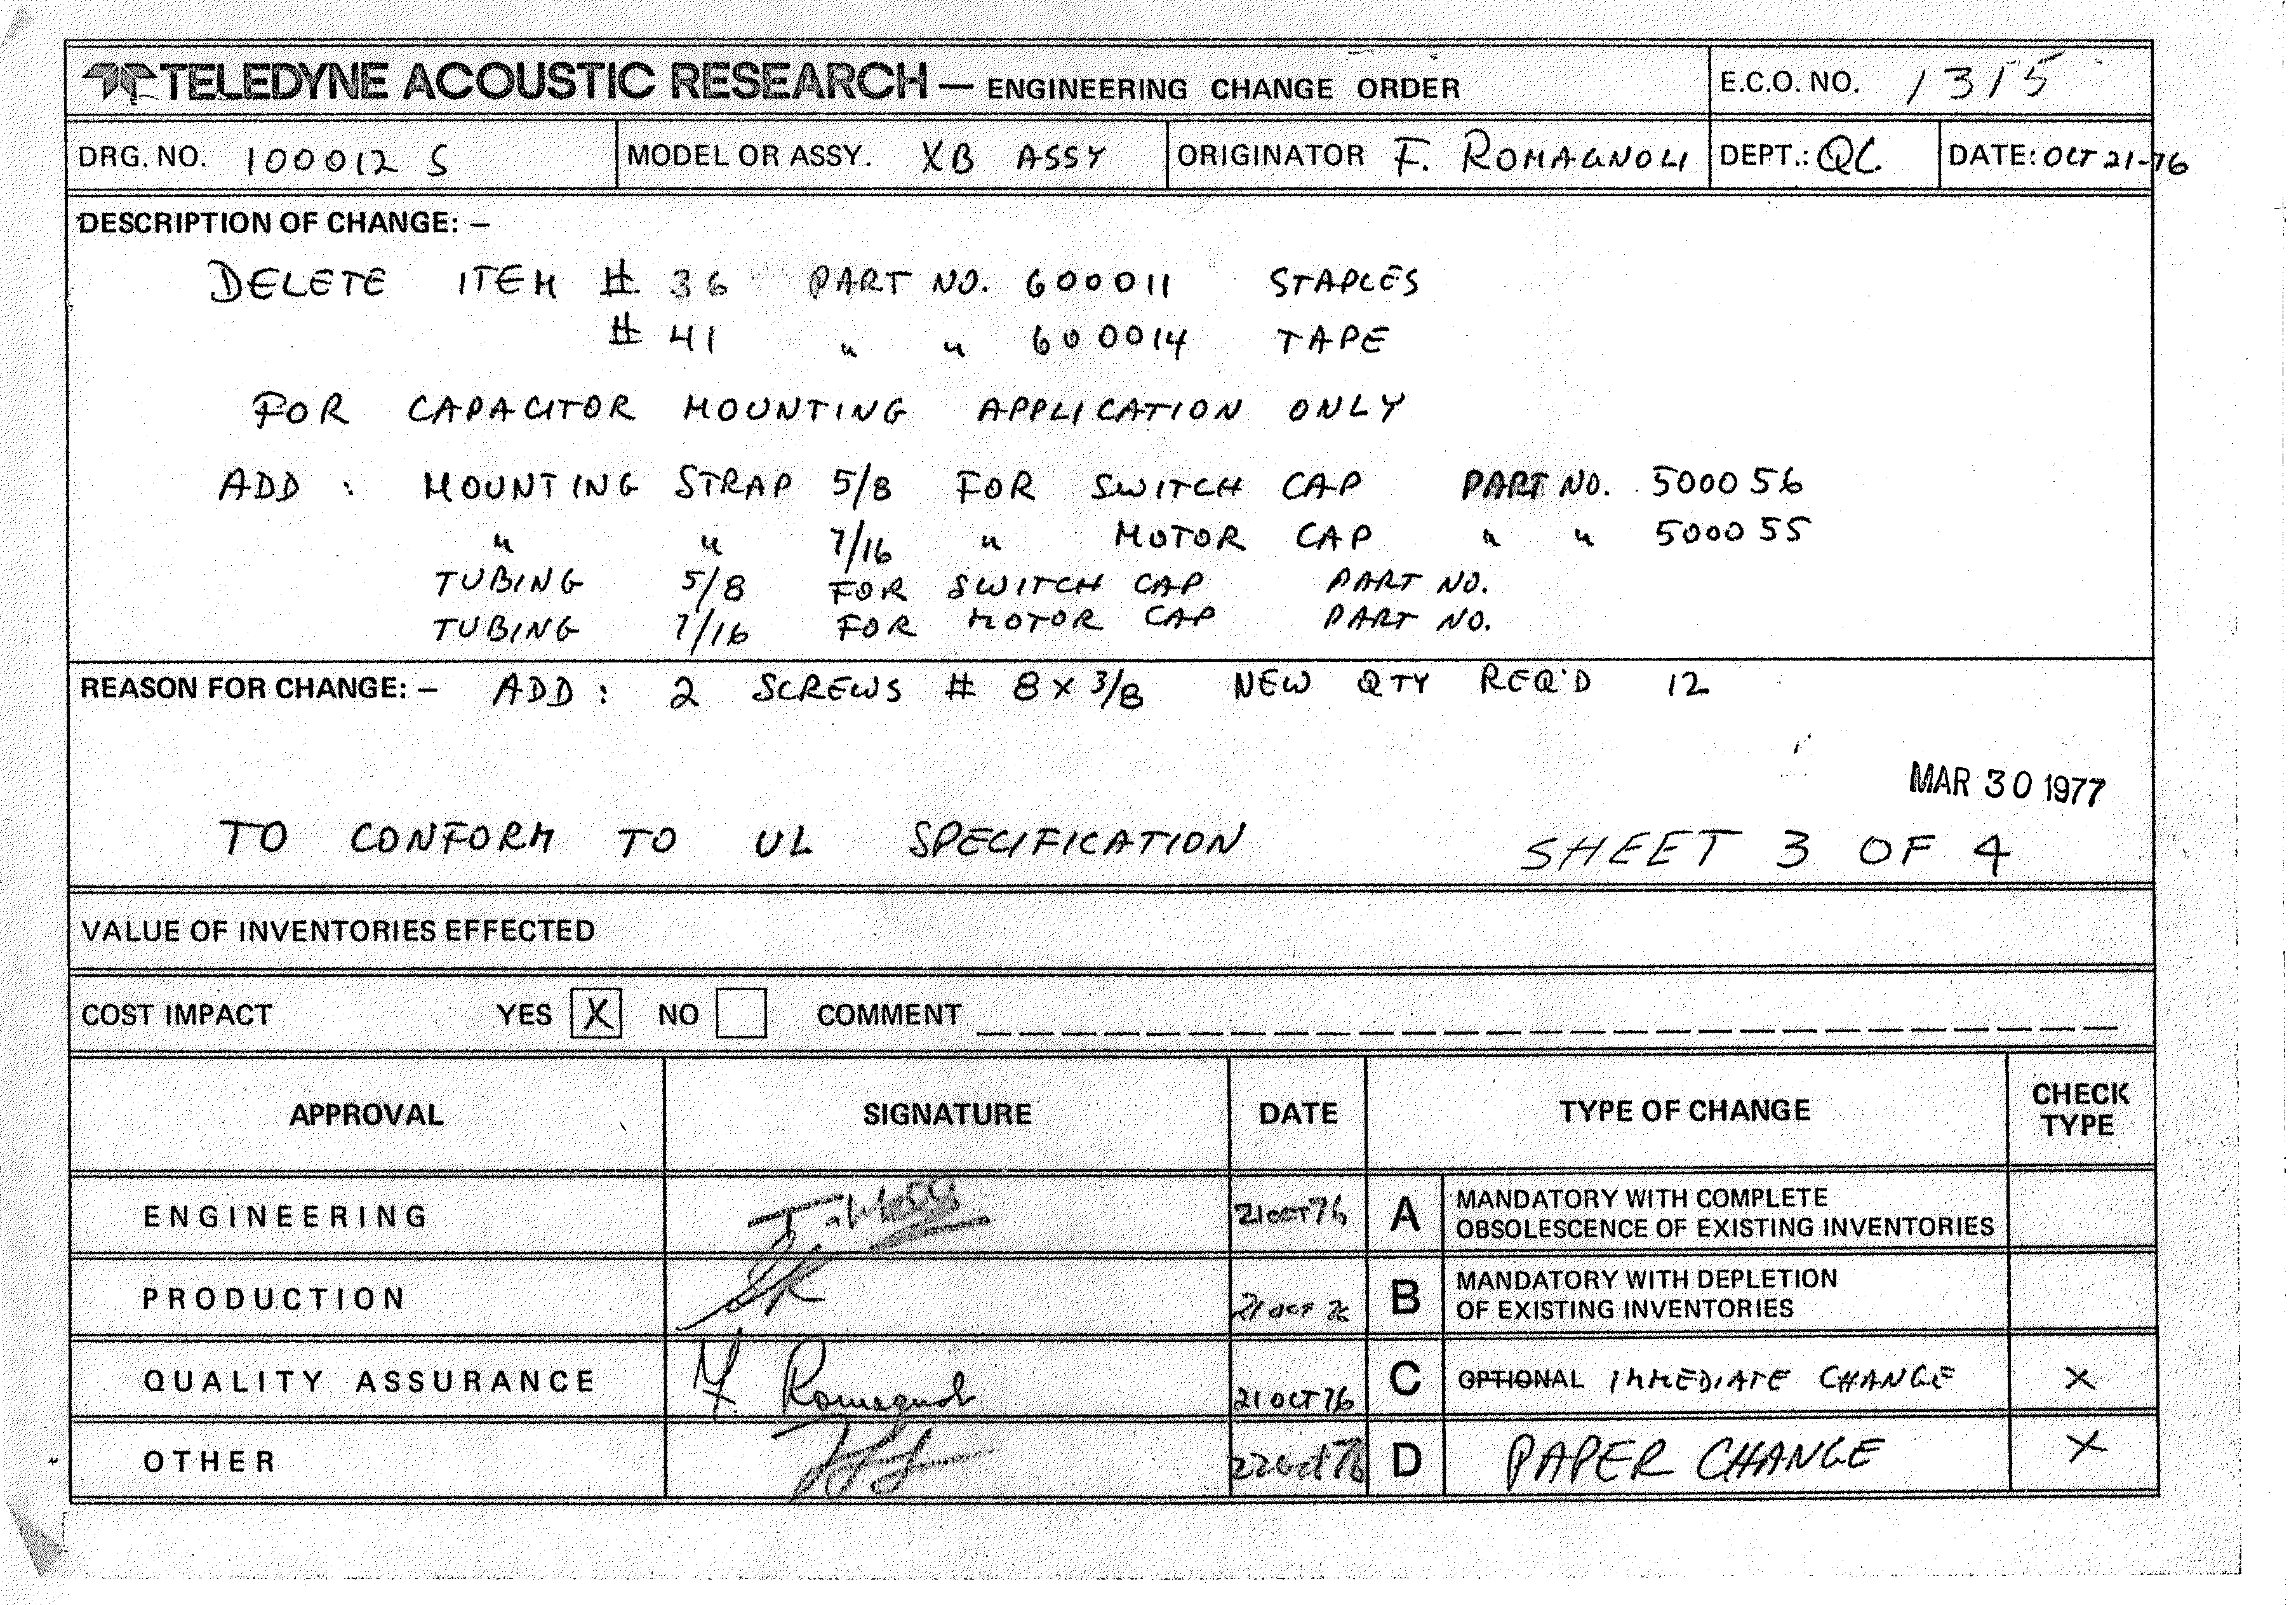 TELEDYNE ACOUSTIC RESEARCH — ENGINEERING CHANGE ORDER E.C.O. NO. 1315
DRG. NO. 100012 S MODEL OR ASSY. XB ASSY ORIGINATOR F. ROMAGNOLI DEPT.: QC DATE: OCT 21-76
DESCRIPTION OF CHANGE: –
DELETE ITEM # 36 PART NO. 600011 STAPLES
# 41 " " 600014 TAPE
FOR CAPACITOR MOUNTING APPLICATION ONLY
ADD : MOUNTING STRAP 5/8 FOR SWITCH CAP PART NO. 500056
" " 7/16 " MOTOR CAP " " 500055
TUBING 5/8 FOR SWITCH CAP PART NO.
TUBING 7/16 FOR MOTOR CAP PART NO.
REASON FOR CHANGE: – ADD : 2 SCREWS # 8 x 3/8 NEW QTY REQ'D 12
MAR 30 1977
TO CONFORM TO UL SPECIFICATION SHEET 3 OF 4
VALUE OF INVENTORIES EFFECTED
COST IMPACT YES X NO COMMENT
APPROVAL SIGNATURE DATE TYPE OF CHANGE CHECK TYPE
ENGINEERING 21 OCT 76 A MANDATORY WITH COMPLETE
OBSOLESCENCE OF EXISTING INVENTORIES
PRODUCTION 21 OCT 76 B MANDATORY WITH DEPLETION
OF EXISTING INVENTORIES
QUALITY ASSURANCE F. Romagnoli 21 OCT 76 C OPTIONAL IMMEDIATE CHANGE X
OTHER 22 Oct 76 D PAPER CHANGE X